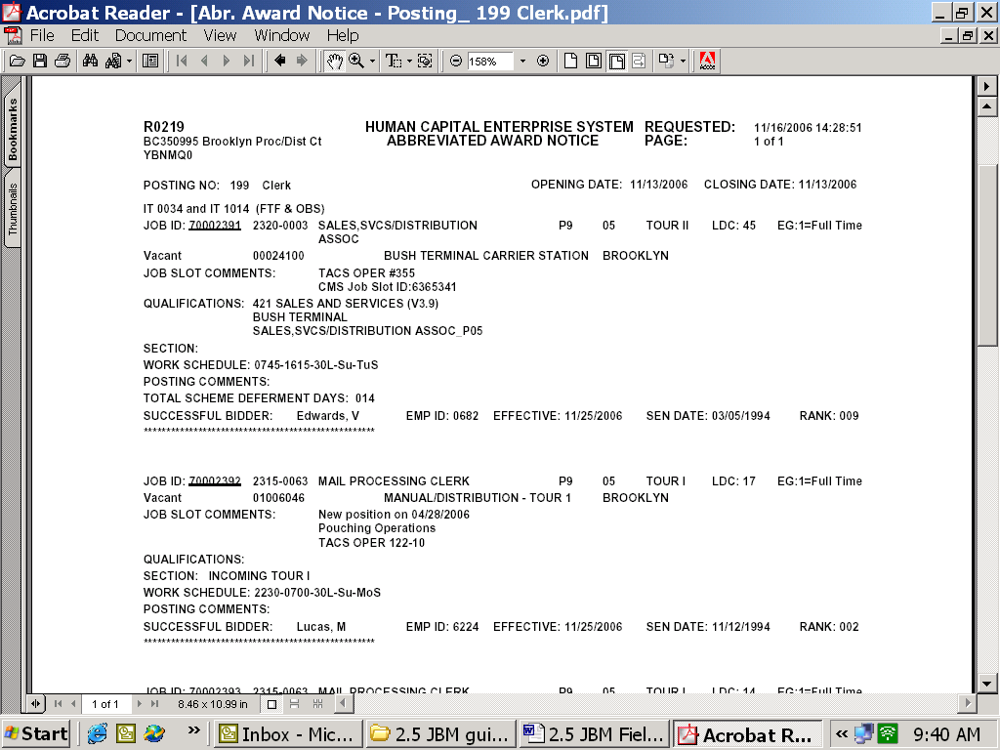 Acrobat Reader - [Abr. Award Notice - Posting_ 199 Clerk.pdf]
File Edit Document View Window Help
158%
Adobe
Bookmarks
Thumbnails
R0219 HUMAN CAPITAL ENTERPRISE SYSTEM REQUESTED: 11/16/2006 14:28:51
BC350995 Brooklyn Proc/Dist Ct ABBREVIATED AWARD NOTICE PAGE: 1 of 1
YBNMQ0
POSTING NO: 199 Clerk OPENING DATE: 11/13/2006 CLOSING DATE: 11/13/2006
IT 0034 and IT 1014 (FTF & OBS)
JOB ID: 70002391 2320-0003 SALES,SVCS/DISTRIBUTION P9 05 TOUR II LDC: 45 EG:1=Full Time
ASSOC
Vacant 00024100 BUSH TERMINAL CARRIER STATION BROOKLYN
JOB SLOT COMMENTS: TACS OPER #355
CMS Job Slot ID:6365341
QUALIFICATIONS: 421 SALES AND SERVICES (V3.9)
BUSH TERMINAL
SALES,SVCS/DISTRIBUTION ASSOC_P05
SECTION:
WORK SCHEDULE: 0745-1615-30L-Su-TuS
POSTING COMMENTS:
TOTAL SCHEME DEFERMENT DAYS: 014
SUCCESSFUL BIDDER: Edwards, V EMP ID: 0682 EFFECTIVE: 11/25/2006 SEN DATE: 03/05/1994 RANK: 009
**************************************************
JOB ID: 70002392 2315-0063 MAIL PROCESSING CLERK P9 05 TOUR I LDC: 17 EG:1=Full Time
Vacant 01006046 MANUAL/DISTRIBUTION - TOUR 1 BROOKLYN
JOB SLOT COMMENTS: New position on 04/28/2006
Pouching Operations
TACS OPER 122-10
QUALIFICATIONS:
SECTION: INCOMING TOUR I
WORK SCHEDULE: 2230-0700-30L-Su-MoS
POSTING COMMENTS:
SUCCESSFUL BIDDER: Lucas, M EMP ID: 6224 EFFECTIVE: 11/25/2006 SEN DATE: 11/12/1994 RANK: 002
**************************************************
JOB ID: 70002393 2315-0063 MAIL PROCESSING CLERK P9 05 TOUR I LDC: 14 EG:1=Full Time
1 of 1 8.46 x 10.99 in
Start » Inbox - Mic... 2.5 JBM gui... 2.5 JBM Fiel... Acrobat R... « 9:40 AM